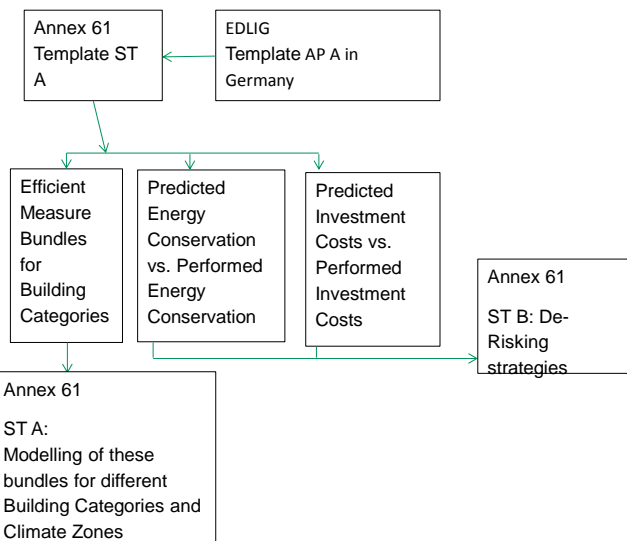 Annex 61
Template ST
A
EDLIG
Template AP A in
Germany
Efficient
Measure
Bundles
for
Building
Categories
Predicted
Energy
Conservation
vs. Performed
Energy
Conservation
Predicted
Investment
Costs vs.
Performed
Investment
Costs
Annex 61
ST B: De-
Risking
strategies
Annex 61
ST A:
Modelling of these
bundles for different
Building Categories and
Climate Zones